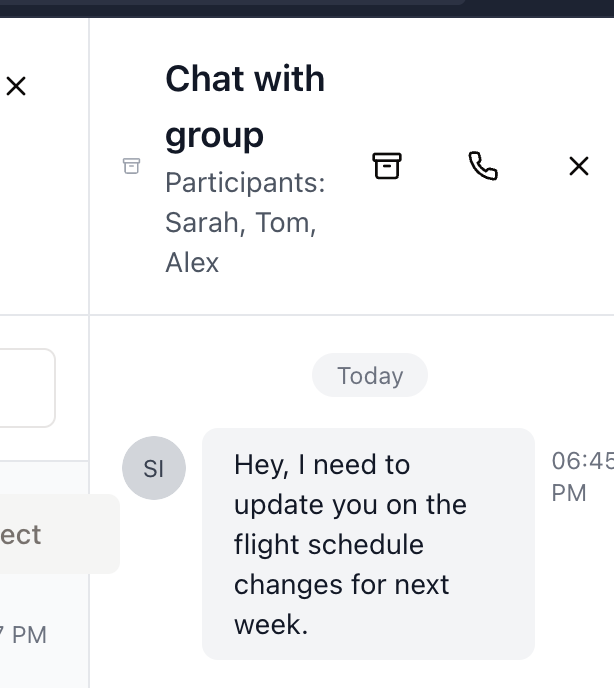 Chat with
group
Participants:
Sarah, Tom,
Alex
Today
SI
Hey, I need to
update you on the
flight schedule
changes for next
week.
06:45
PM
ect
7 PM